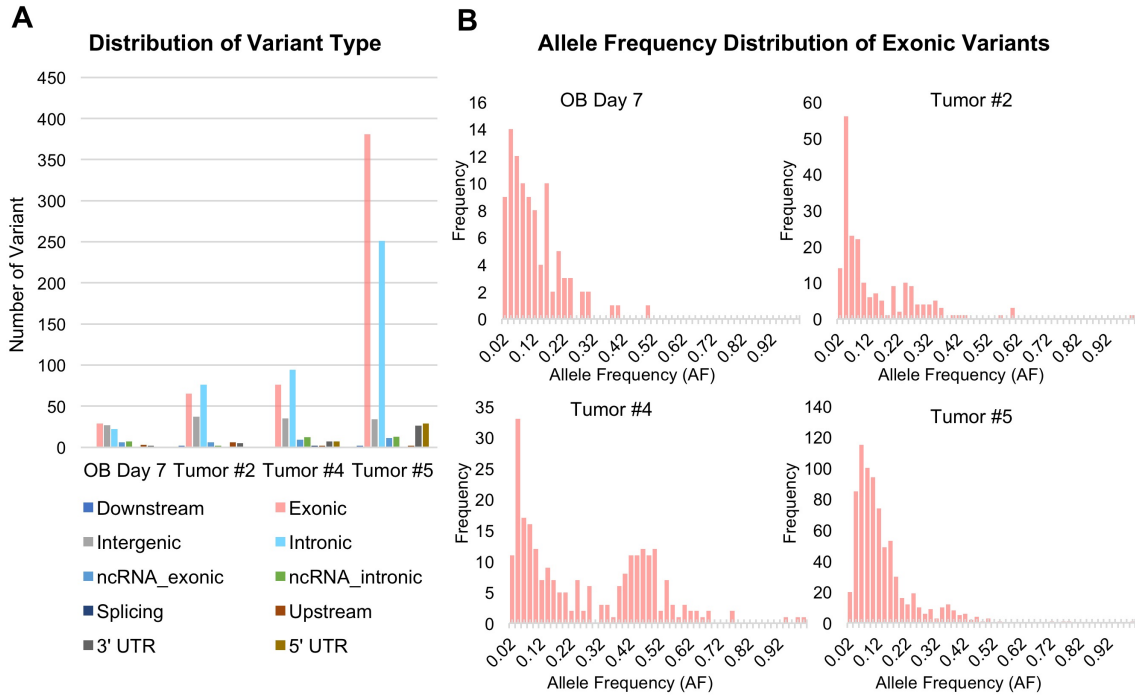 A
Distribution of Variant Type
Number of Variant
450
400
350
300
250
200
150
100
50
0
OB Day 7 Tumor #2 Tumor #4 Tumor #5
Downstream Exonic
Intergenic Intronic
ncRNA_exonic ncRNA_intronic
Splicing Upstream
3' UTR 5' UTR
B
Allele Frequency Distribution of Exonic Variants
OB Day 7
Frequency
16
14
12
10
8
6
4
2
0
0.02 0.12 0.22 0.32 0.42 0.52 0.62 0.72 0.82 0.92
Allele Frequency (AF)
Tumor #2
Frequency
60
50
40
30
20
10
0
0.02 0.12 0.22 0.32 0.42 0.52 0.62 0.72 0.82 0.92
Allele Frequency (AF)
Tumor #4
Frequency
35
30
25
20
15
10
5
0
0.02 0.12 0.22 0.32 0.42 0.52 0.62 0.72 0.82 0.92
Allele Frequency (AF)
Tumor #5
Frequency
140
120
100
80
60
40
20
0
0.02 0.12 0.22 0.32 0.42 0.52 0.62 0.72 0.82 0.92
Allele Frequency (AF)